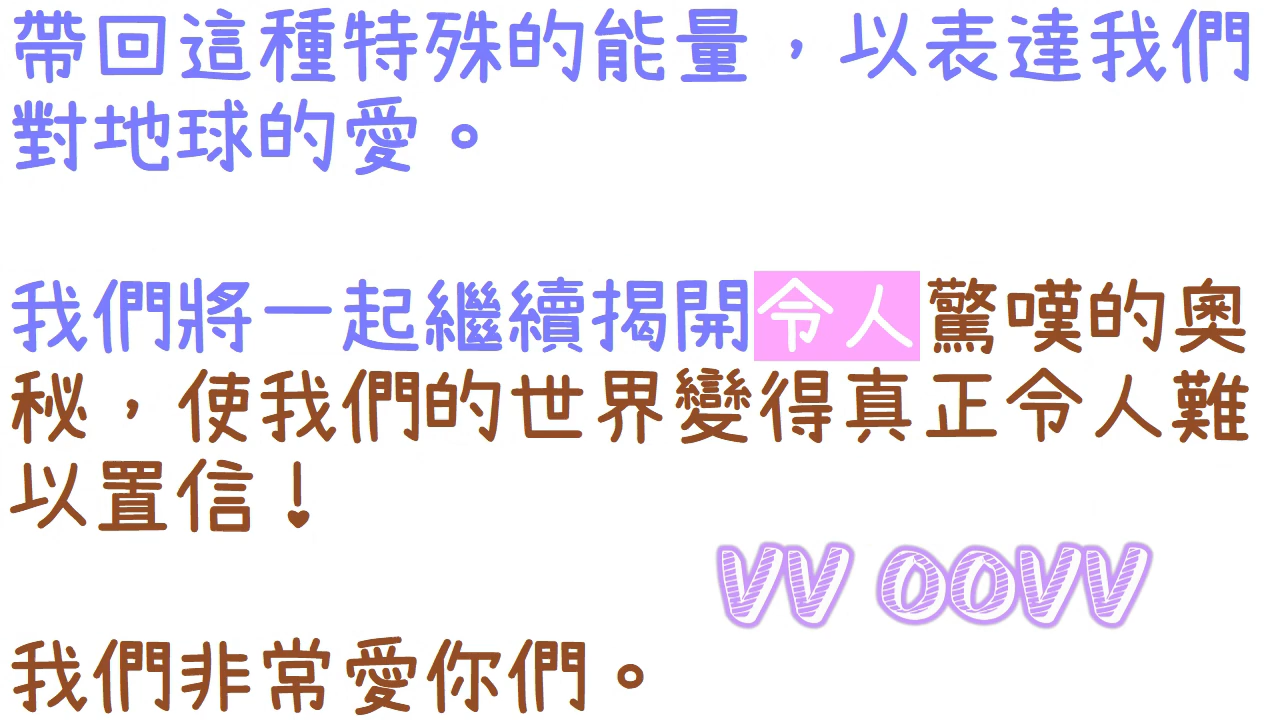 帶回這種特殊的能量，以表達我們
對地球的愛。
我們將一起繼續揭開令人驚嘆的奧
秘，使我們的世界變得真正令人難
以置信！
VV OOVV
我們非常愛你們。